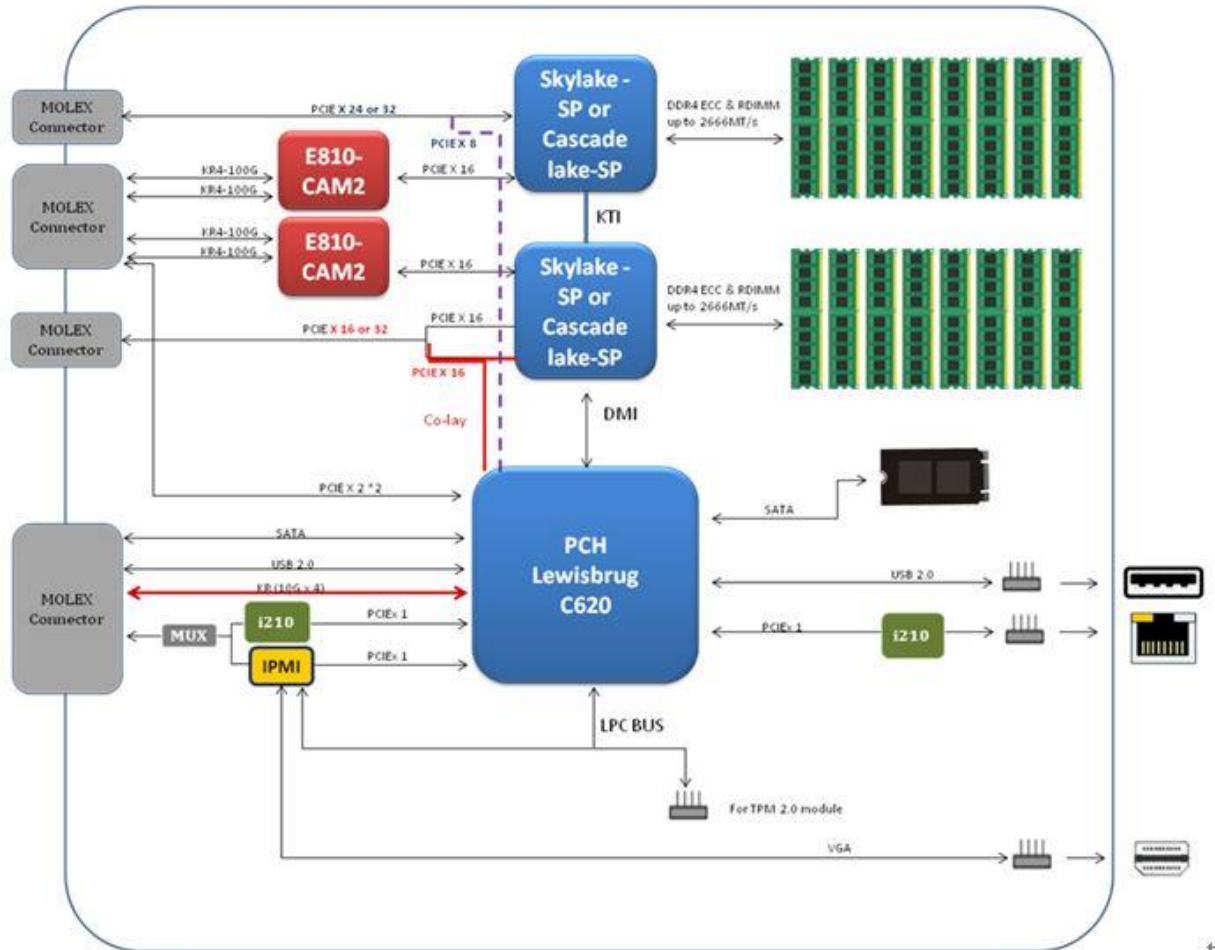 MOLEX
Connector
PCIE X 24 or 32
PCIE X 8
Skylake -
SP or
Cascade
lake-SP
DDR4 ECC & RDIMM
up to 2666MT/s
MOLEX
Connector
KR4-100G
KR4-100G
E810-
CAM2
PCIE X 16
KTI
KR4-100G
KR4-100G
E810-
CAM2
PCIE X 16
Skylake -
SP or
Cascade
lake-SP
DDR4 ECC & RDIMM
up to 2666MT/s
MOLEX
Connector
PCIE X 16 or 32
PCIE X 16
PCIE X 16
Co-lay
DMI
PCIE X 2 *2
SATA
PCH
Lewisbrug
C620
MOLEX
Connector
SATA
USB 2.0
KR (10G x 4)
MUX
i210
PCIEx 1
IPMI
PCIEx 1
USB 2.0
PCIEx 1
i210
LPC BUS
For TPM 2.0 module
VGA